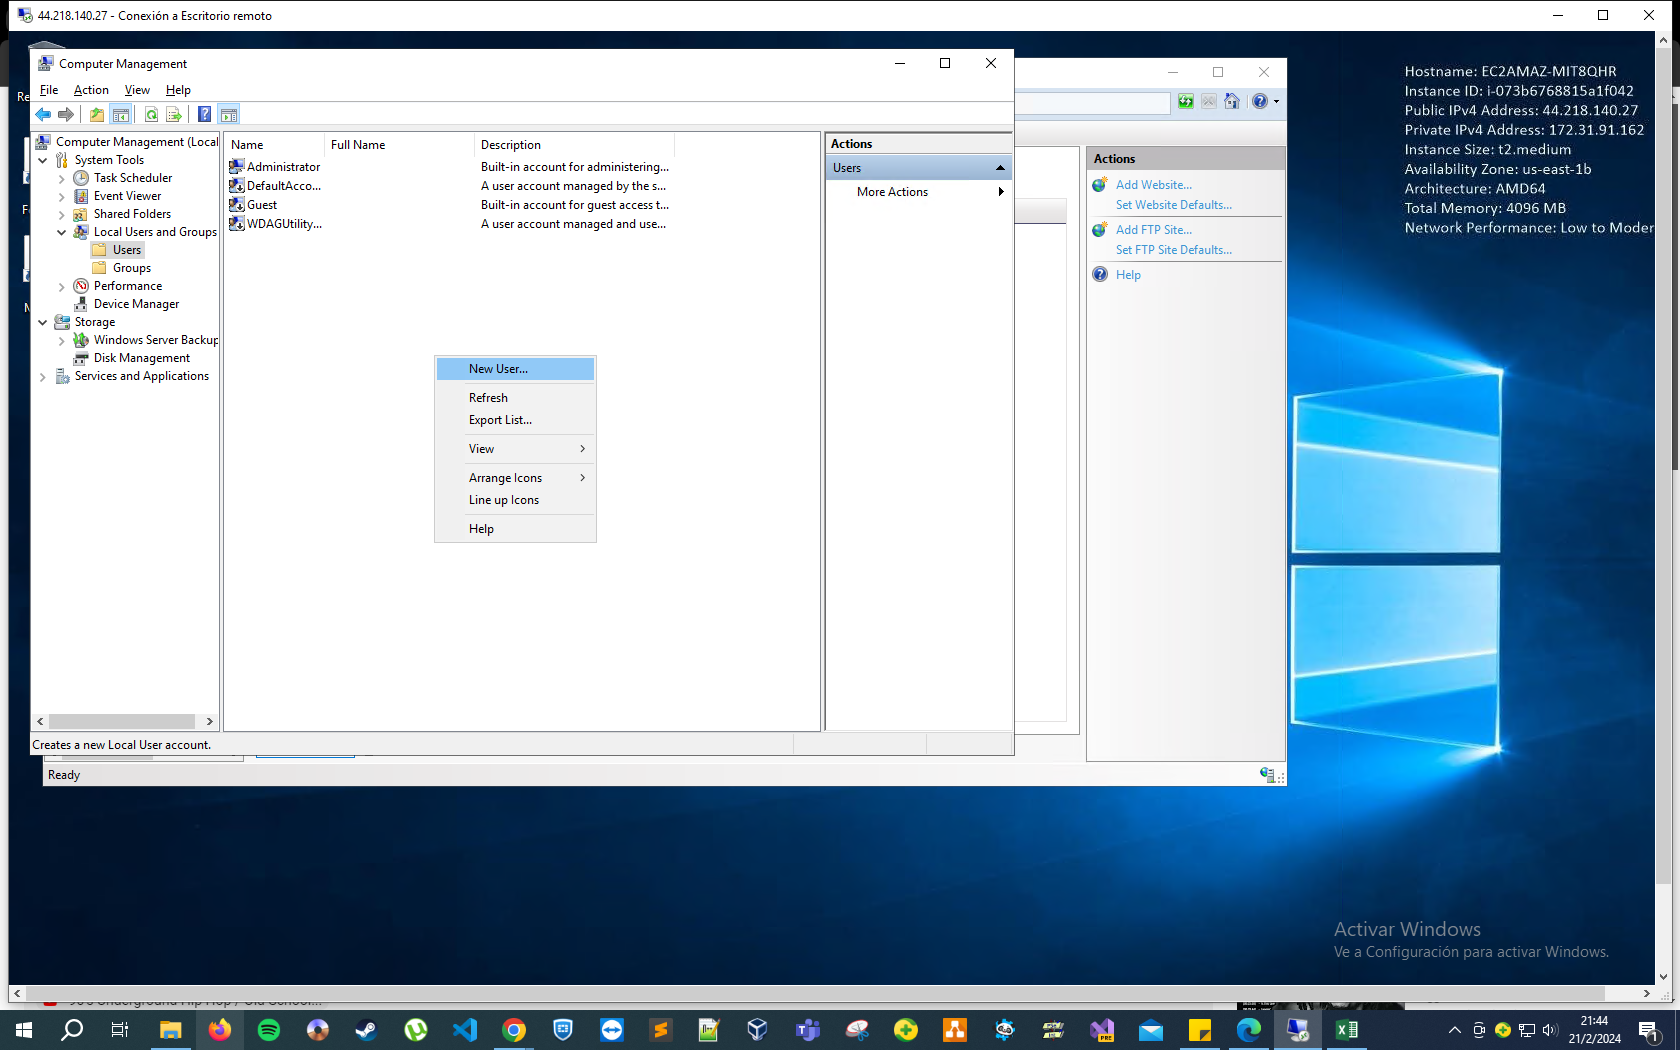 44.218.140.27 - Conexión a Escritorio remoto
Computer Management
File Action View Help
Computer Management (Local
System Tools
Task Scheduler
Event Viewer
Shared Folders
Local Users and Groups
Users
Groups
Performance
Device Manager
Storage
Windows Server Backup
Disk Management
Services and Applications
Name Full Name Description
Administrator Built-in account for administering...
DefaultAcco... A user account managed by the s...
Guest Built-in account for guest access t...
WDAGUtility... A user account managed and use...
New User...
Refresh
Export List...
View
Arrange Icons
Line up Icons
Help
Actions
Users
More Actions
Creates a new Local User account.
Actions
Add Website...
Set Website Defaults...
Add FTP Site...
Set FTP Site Defaults...
Help
Ready
Hostname: EC2AMAZ-MIT8QHR
Instance ID: i-073b6768815a1f042
Public IPv4 Address: 44.218.140.27
Private IPv4 Address: 172.31.91.162
Instance Size: t2.medium
Availability Zone: us-east-1b
Architecture: AMD64
Total Memory: 4096 MB
Network Performance: Low to Moder
Activar Windows
Ve a Configuración para activar Windows.
PRE
21:44
21/2/2024
1